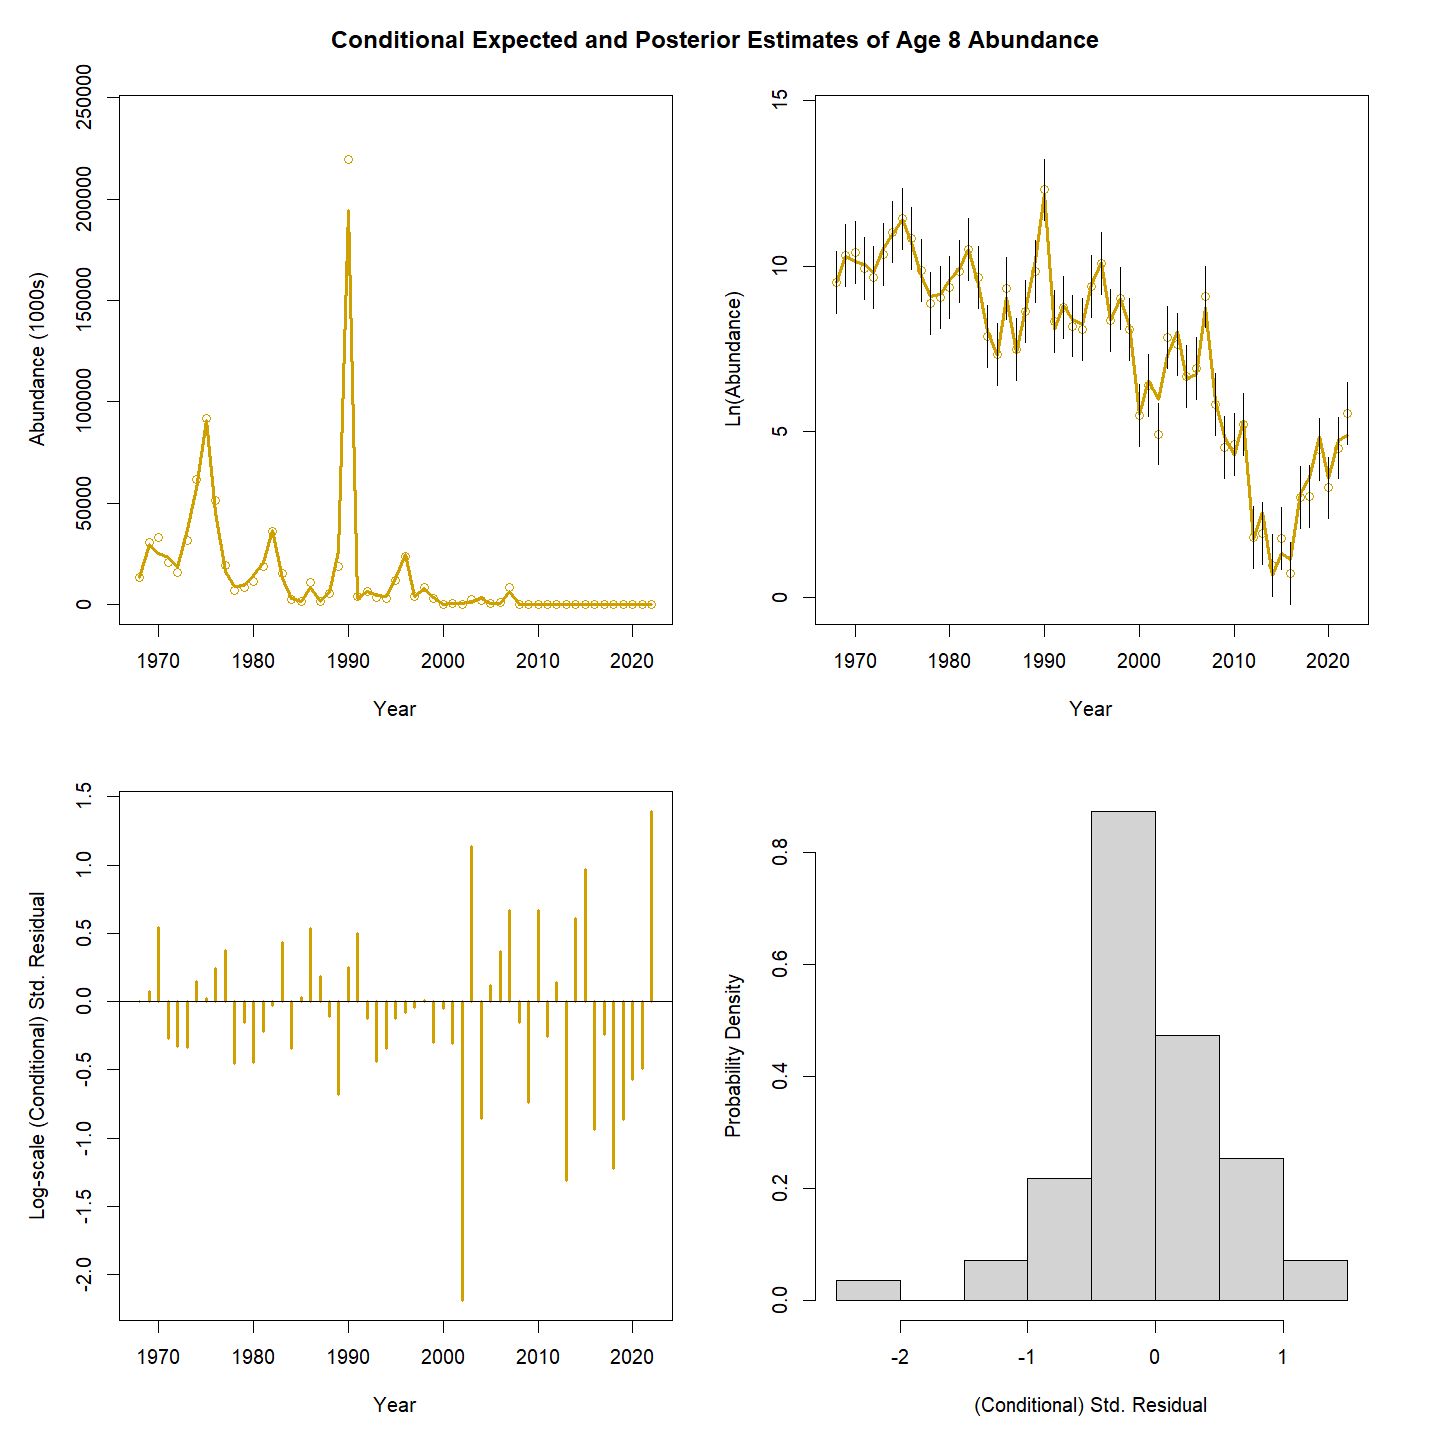 Conditional Expected and Posterior Estimates of Age 8 Abundance
Abundance (1000s)
250000
200000
150000
100000
50000
0
1970 1980 1990 2000 2010 2020
Year
Ln(Abundance)
15
10
5
0
1970 1980 1990 2000 2010 2020
Year
Log-scale (Conditional) Std. Residual
1.5
1.0
0.5
0.0
-0.5
-1.0
-1.5
-2.0
1970 1980 1990 2000 2010 2020
Year
Probability Density
0.8
0.6
0.4
0.2
0.0
-2 -1 0 1
(Conditional) Std. Residual